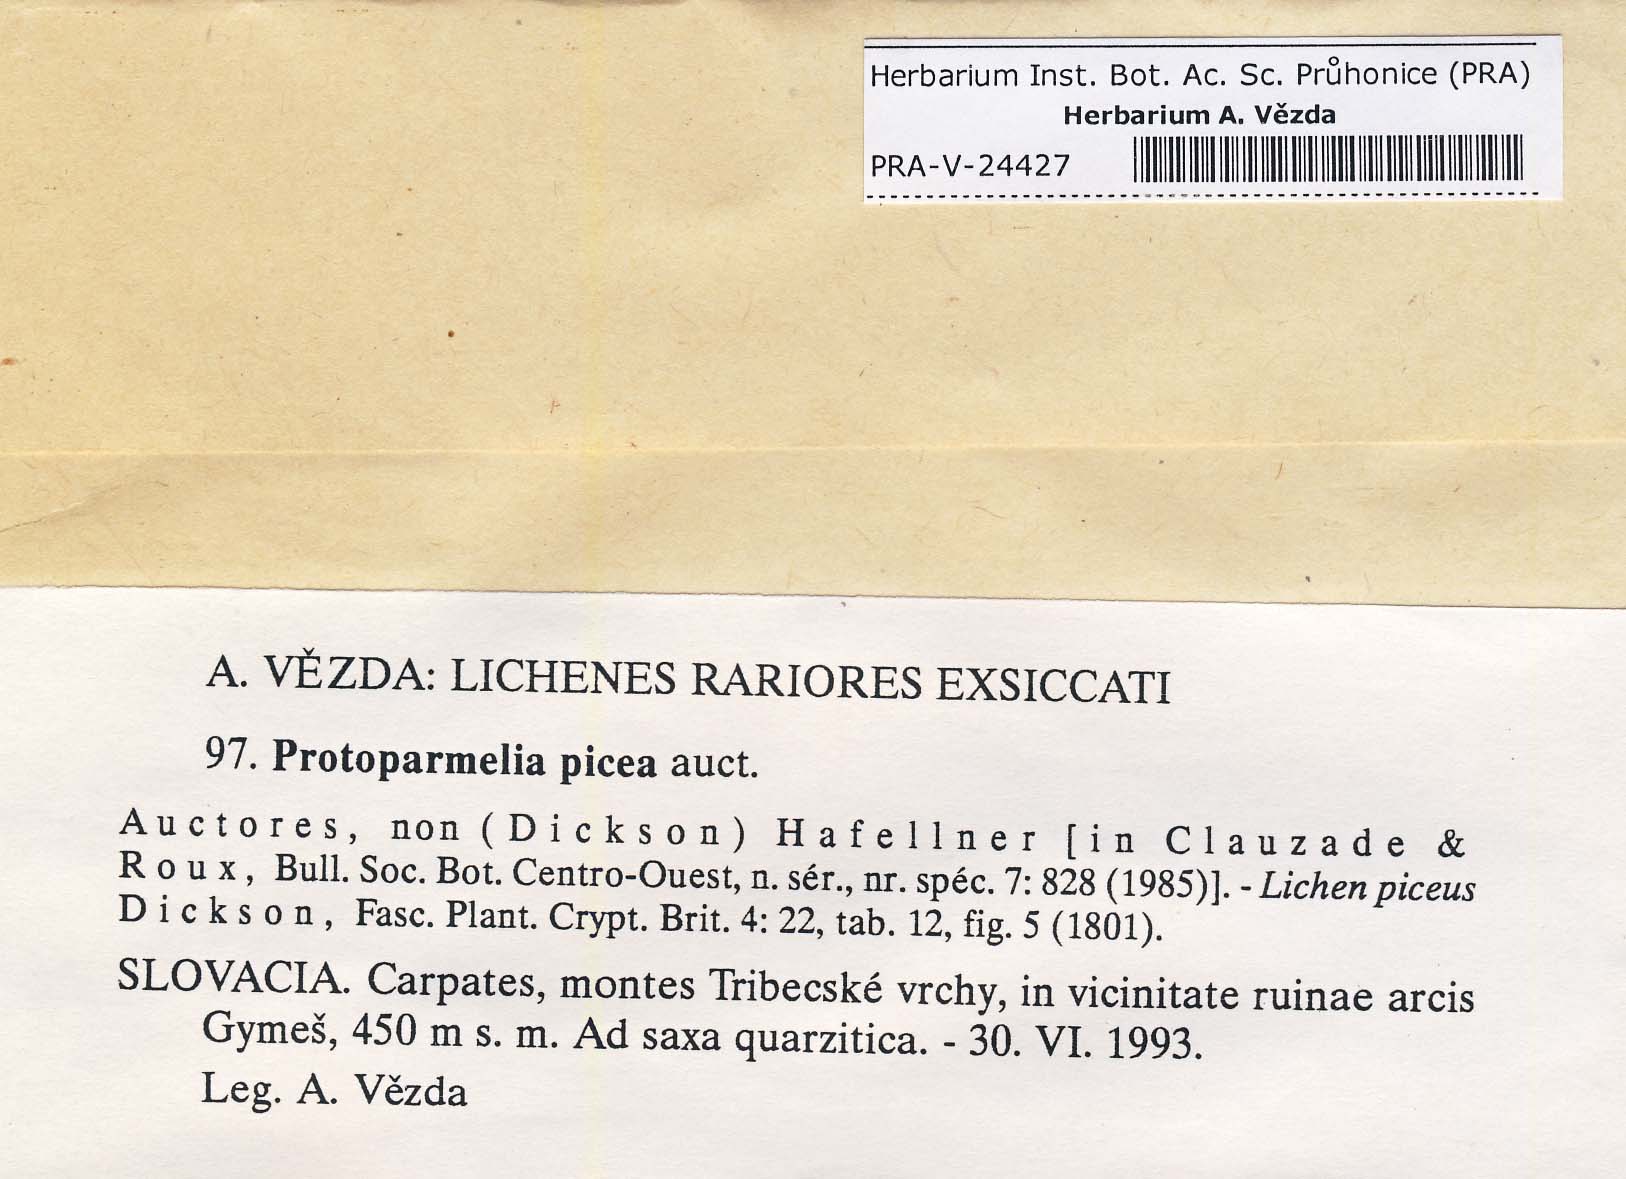 Herbarium Inst. Bot. Ac. Sc. Průhonice (PRA)
Herbarium A. Vězda
PRA-V-24427
A. VĚZDA: LICHENES RARIORES EXSICCATI
97. Protoparmelia picea auct.
Auctores, non (Dickson) Hafellner [in Clauzade &
Roux, Bull. Soc. Bot. Centro-Ouest, n. sér., nr. spéc. 7: 828 (1985)]. - Lichen piceus
Dickson, Fasc. Plant. Crypt. Brit. 4: 22, tab. 12, fig. 5 (1801).
SLOVACIA. Carpates, montes Tribecské vrchy, in vicinitate ruinae arcis
Gymeš, 450 m s. m. Ad saxa quarzitica. - 30. VI. 1993.
Leg. A. Vězda